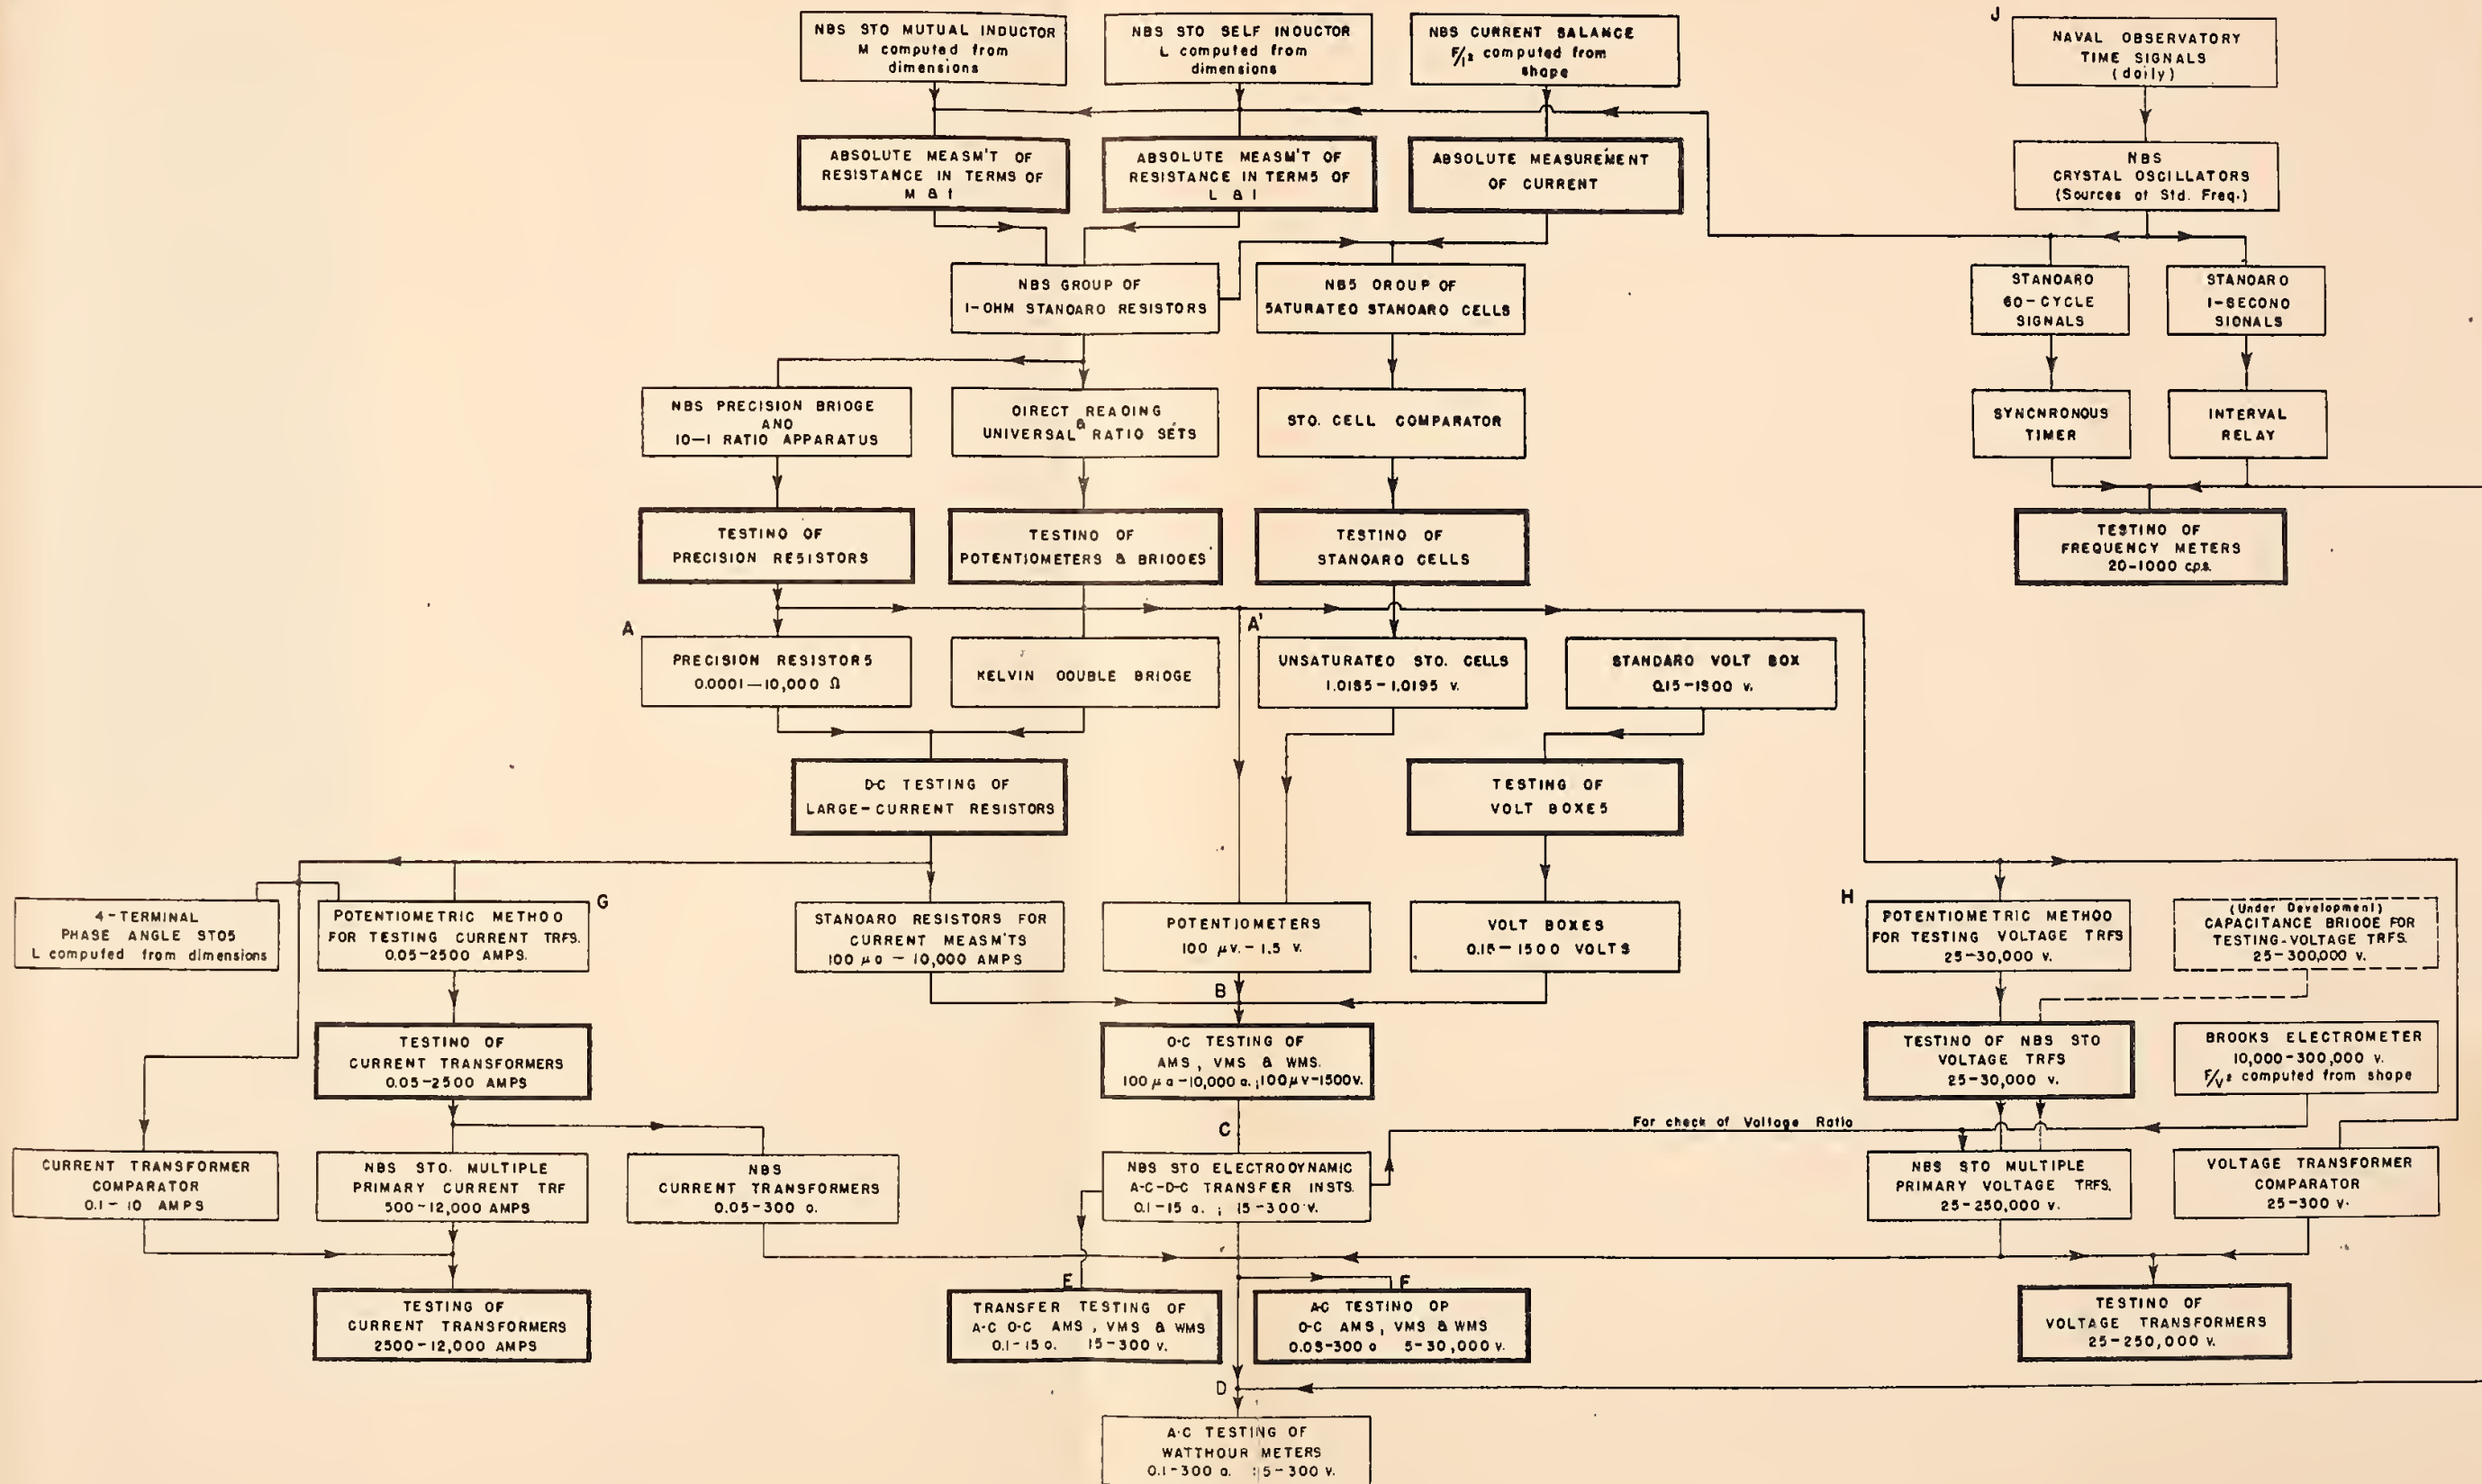 NBS STD MUTUAL INDUCTOR
M computed from
dimensions
NBS STD SELF INDUCTOR
L computed from
dimensions
NBS CURRENT BALANCE
F/I² computed from
shape
J
NAVAL OBSERVATORY
TIME SIGNALS
(daily)
ABSOLUTE MEASM'T OF
RESISTANCE IN TERMS OF
M & t
ABSOLUTE MEASM'T OF
RESISTANCE IN TERMS OF
L & t
ABSOLUTE MEASUREMENT
OF CURRENT
NBS
CRYSTAL OSCILLATORS
(Sources of Std. Freq.)
NBS GROUP OF
1-OHM STANDARD RESISTORS
NBS GROUP OF
SATURATED STANDARD CELLS
STANDARD
60-CYCLE
SIGNALS
STANDARD
1-SECOND
SIGNALS
NBS PRECISION BRIDGE
AND
10-1 RATIO APPARATUS
DIRECT READING
&
UNIVERSAL RATIO SETS
STD. CELL COMPARATOR
SYNCHRONOUS
TIMER
INTERVAL
RELAY
TESTING OF
PRECISION RESISTORS
TESTING OF
POTENTIOMETERS & BRIDGES
TESTING OF
STANDARD CELLS
TESTING OF
FREQUENCY METERS
20-1000 c.p.s.
A
PRECISION RESISTORS
0.0001—10,000 Ω
KELVIN DOUBLE BRIDGE
A'
UNSATURATED STD. CELLS
1.0185-1.0195 v.
STANDARD VOLT BOX
0.15-1500 v.
D-C TESTING OF
LARGE-CURRENT RESISTORS
TESTING OF
VOLT BOXES
4-TERMINAL
PHASE ANGLE STDS
L computed from dimensions
G
POTENTIOMETRIC METHOD
FOR TESTING CURRENT TRFS.
0.05-2500 AMPS.
STANDARD RESISTORS FOR
CURRENT MEASM'TS
100 μa - 10,000 AMPS
POTENTIOMETERS
100 μv. - 1.5 v.
VOLT BOXES
0.15-1500 VOLTS
H
POTENTIOMETRIC METHOD
FOR TESTING VOLTAGE TRFS
25-30,000 v.
(Under Development)
CAPACITANCE BRIDGE FOR
TESTING-VOLTAGE TRFS.
25-300,000 v.
B
TESTING OF
CURRENT TRANSFORMERS
0.05-2500 AMPS
D-C TESTING OF
AMS, VMS & WMS.
100 μa-10,000 a.; 100μv-1500v.
TESTING OF NBS STD
VOLTAGE TRFS
25-30,000 v.
BROOKS ELECTROMETER
10,000-300,000 v.
F/V² computed from shape
C
For check of Voltage Ratio
CURRENT TRANSFORMER
COMPARATOR
0.1-10 AMPS
NBS STD. MULTIPLE
PRIMARY CURRENT TRF
500-12,000 AMPS
NBS
CURRENT TRANSFORMERS
0.05-300 a.
NBS STD ELECTRODYNAMIC
A-C-D-C TRANSFER INSTS.
0.1-15 a. ; 15-300 v.
NBS STD MULTIPLE
PRIMARY VOLTAGE TRFS.
25-250,000 v.
VOLTAGE TRANSFORMER
COMPARATOR
25-300 v.
E
F
TESTING OF
CURRENT TRANSFORMERS
2500-12,000 AMPS
TRANSFER TESTING OF
A-C D-C AMS, VMS & WMS
0.1-15 a. 15-300 v.
A-C TESTING OF
D-C AMS, VMS & WMS
0.05-300 a 5-30,000 v.
TESTING OF
VOLTAGE TRANSFORMERS
25-250,000 v.
D
A-C TESTING OF
WATTHOUR METERS
0.1-300 a. : 15-300 v.